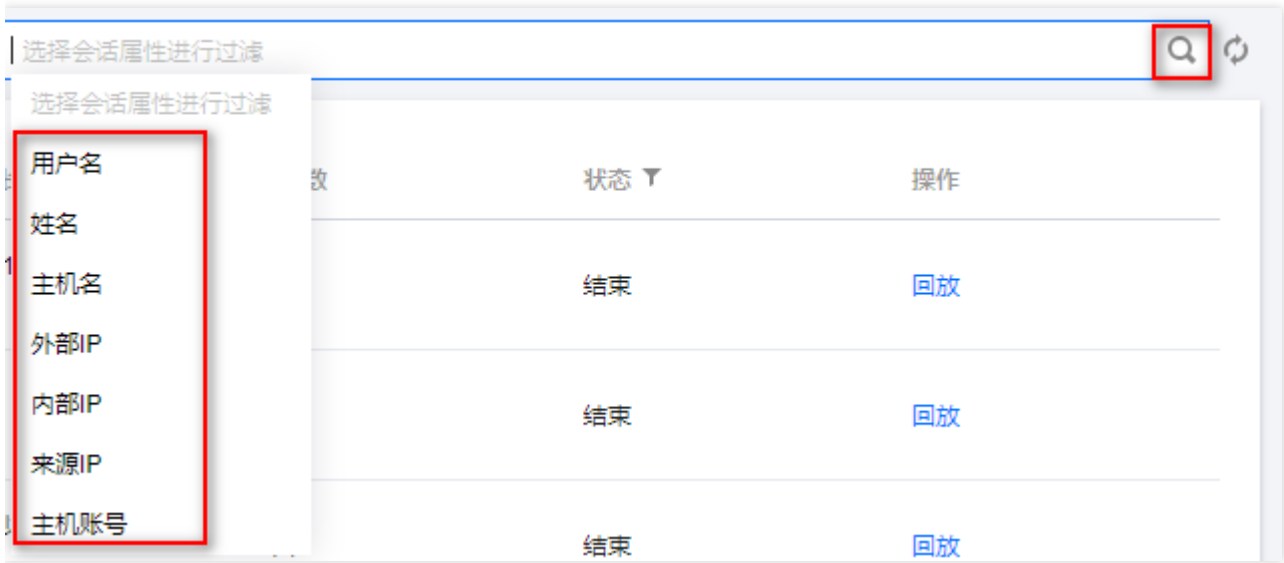 选择会话属性进行过滤
选择会话属性进行过滤
用户名
姓名
主机名
外部IP
内部IP
来源IP
主机账号
数 状态 操作
1
结束 回放
结束 回放
结束 回放